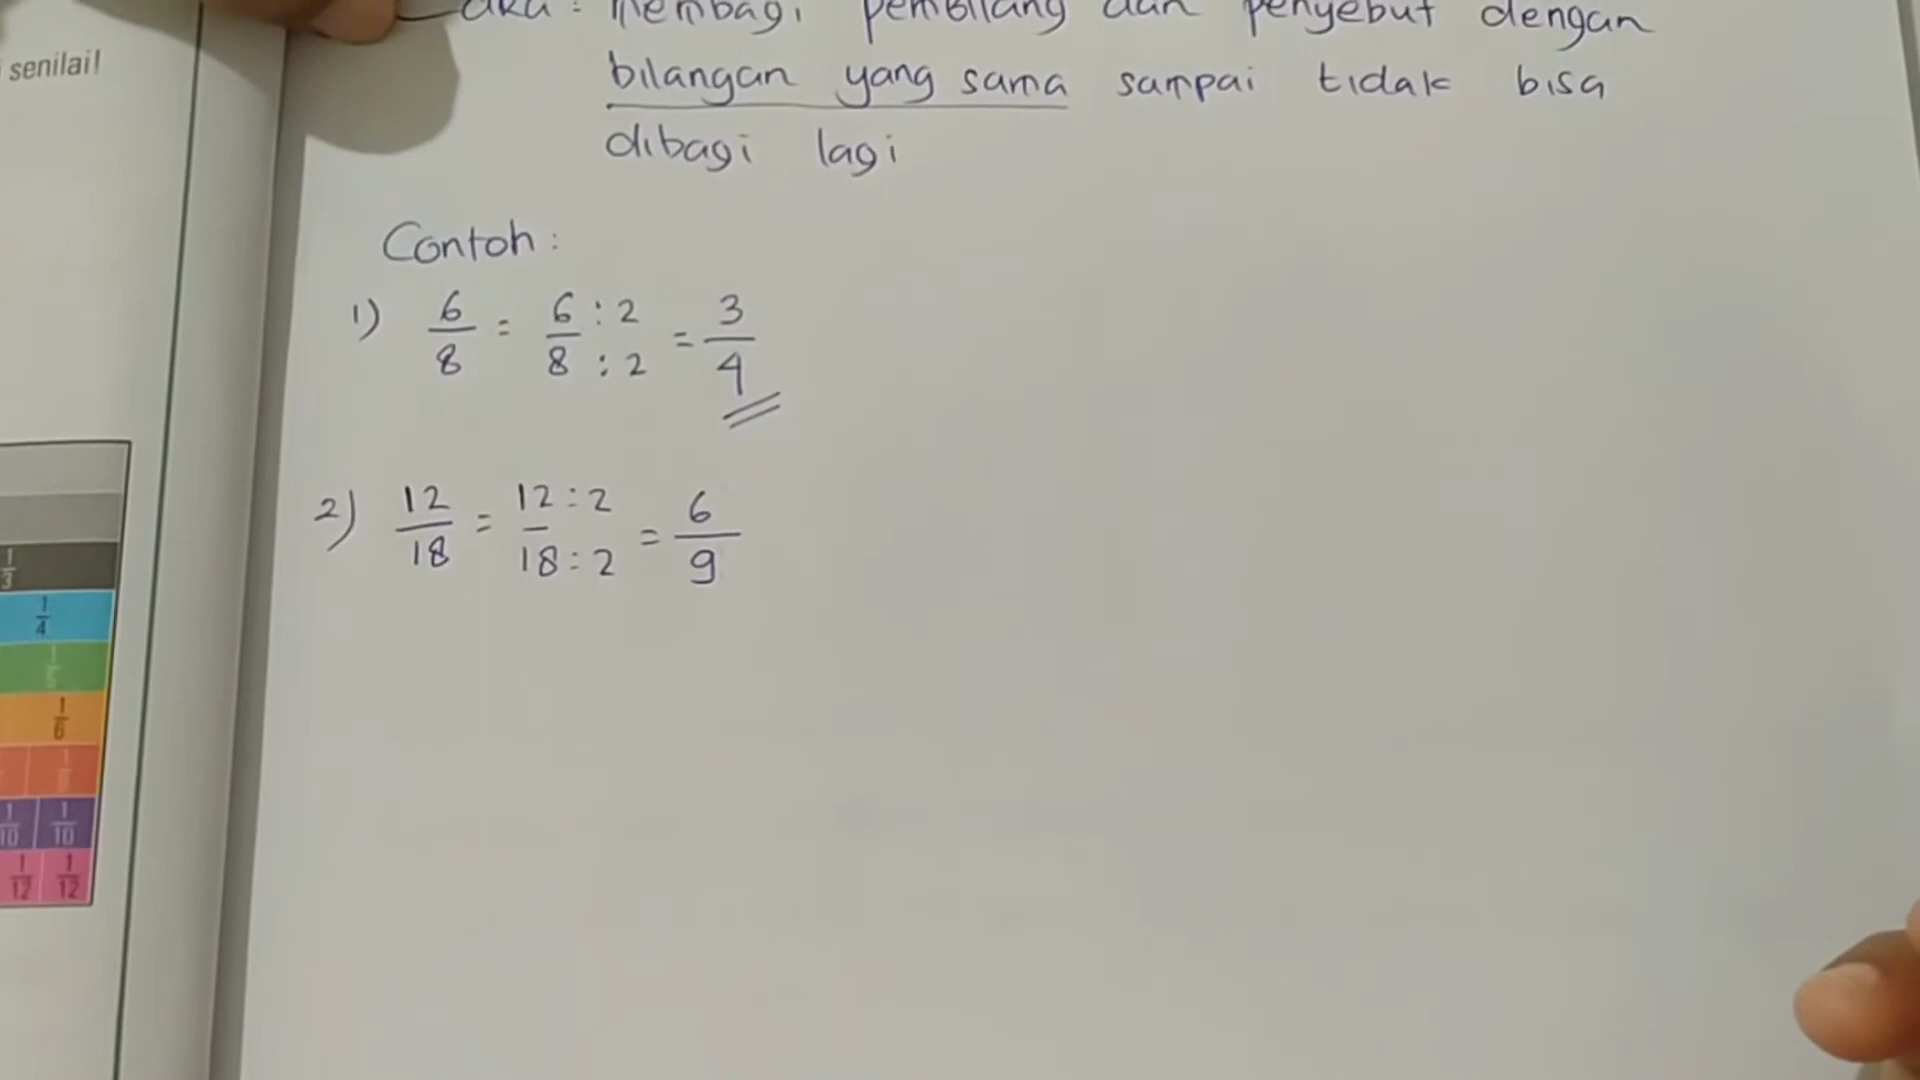 senilai!
aka : Membagi pembilang dan penyebut dengan
bilangan yang sama sampai tidak bisa
dibagi lagi
Contoh :
1) 6/8 = 6 : 2 / 8 : 2 = 3/4
2) 12/18 = 12 : 2 / 18 : 2 = 6/9
1/3
1/4
1/6
1/10 1/10
1/12 1/12